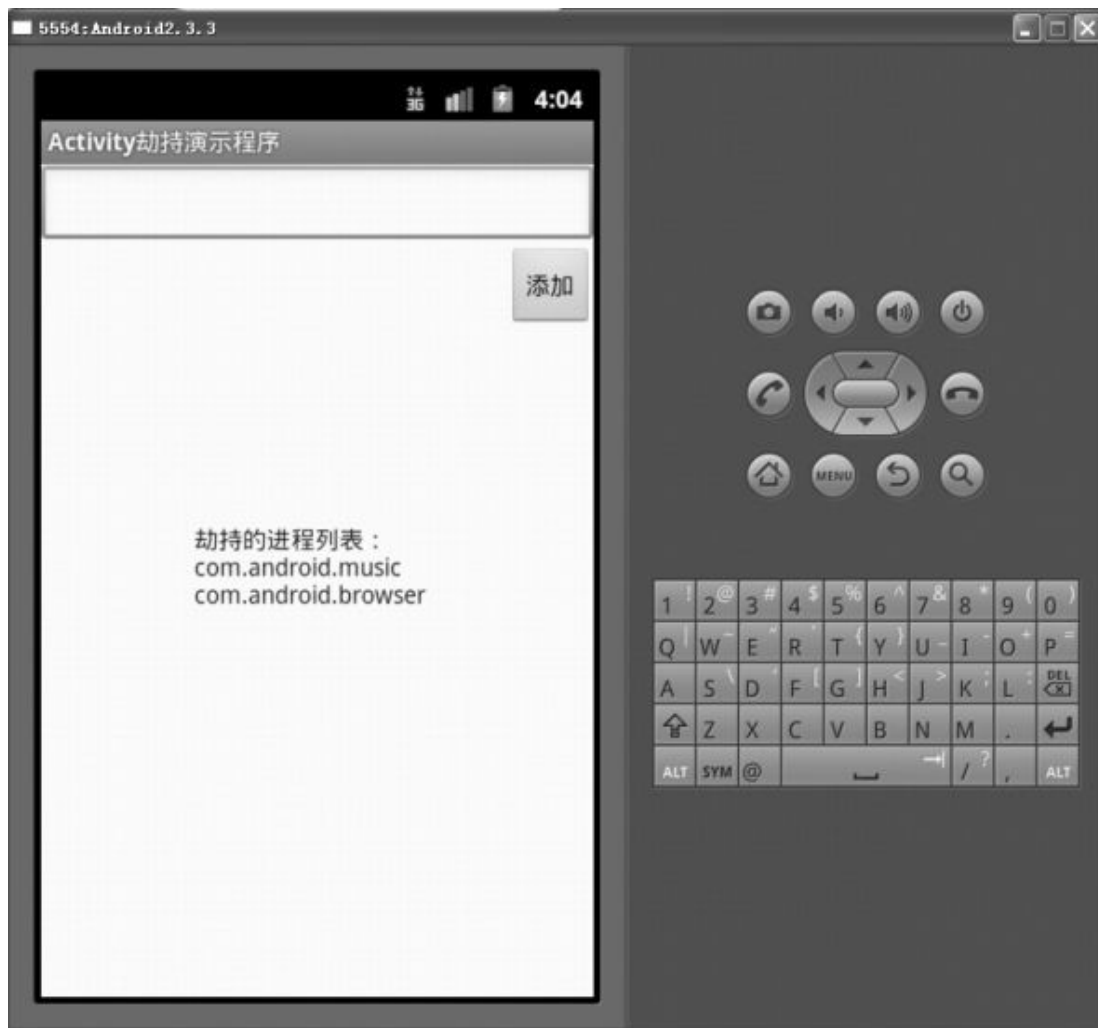 5554:Android2.3.3
3G 4:04
Activity劫持演示程序
添加
劫持的进程列表：
com.android.music
com.android.browser
MENU
1 ! 2 @ 3 # 4 $ 5 % 6 ^ 7 & 8 * 9 ( 0 )
Q | W ~ E " R ` T { Y } U - I - O + P =
A S \ D ' F [ G ] H < J > K ; L : DEL
Z X C V B N M .
ALT SYM @ / ? , ALT